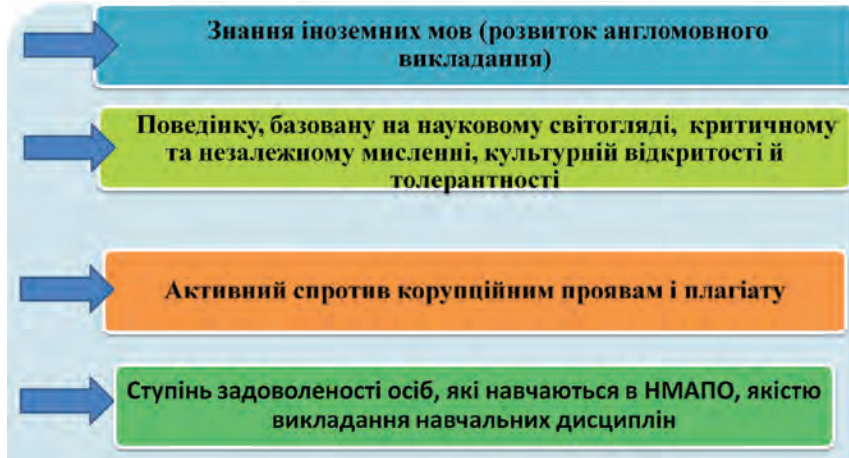 Знання іноземних мов (розвиток англомовного
викладання)
Поведінку, базовану на науковому світогляді, критичному
та незалежному мисленні, культурній відкритості й
толерантності
Активний спротив корупційним проявам і плагіату
Ступінь задоволеності осіб, які навчаються в НМАПО, якістю
викладання навчальних дисциплін